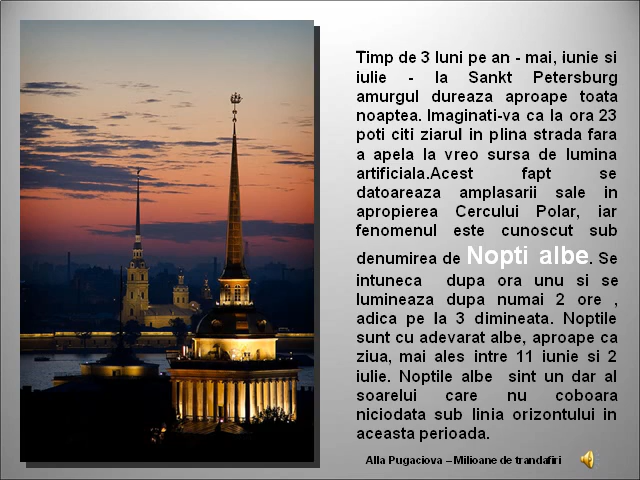 Timp de 3 luni pe an - mai, iunie si
iulie - la Sankt Petersburg
amurgul dureaza aproape toata
noaptea. Imaginati-va ca la ora 23
poti citi ziarul in plina strada fara
a apela la vreo sursa de lumina
artificiala.Acest fapt se
datoareaza amplasarii sale in
apropierea Cercului Polar, iar
fenomenul este cunoscut sub
denumirea de Nopti albe. Se
intuneca dupa ora unu si se
lumineaza dupa numai 2 ore ,
adica pe la 3 dimineata. Noptile
sunt cu adevarat albe, aproape ca
ziua, mai ales intre 11 iunie si 2
iulie. Noptile albe sint un dar al
soarelui care nu coboara
niciodata sub linia orizontului in
aceasta perioada.
Alla Pugaciova – Milioane de trandafiri